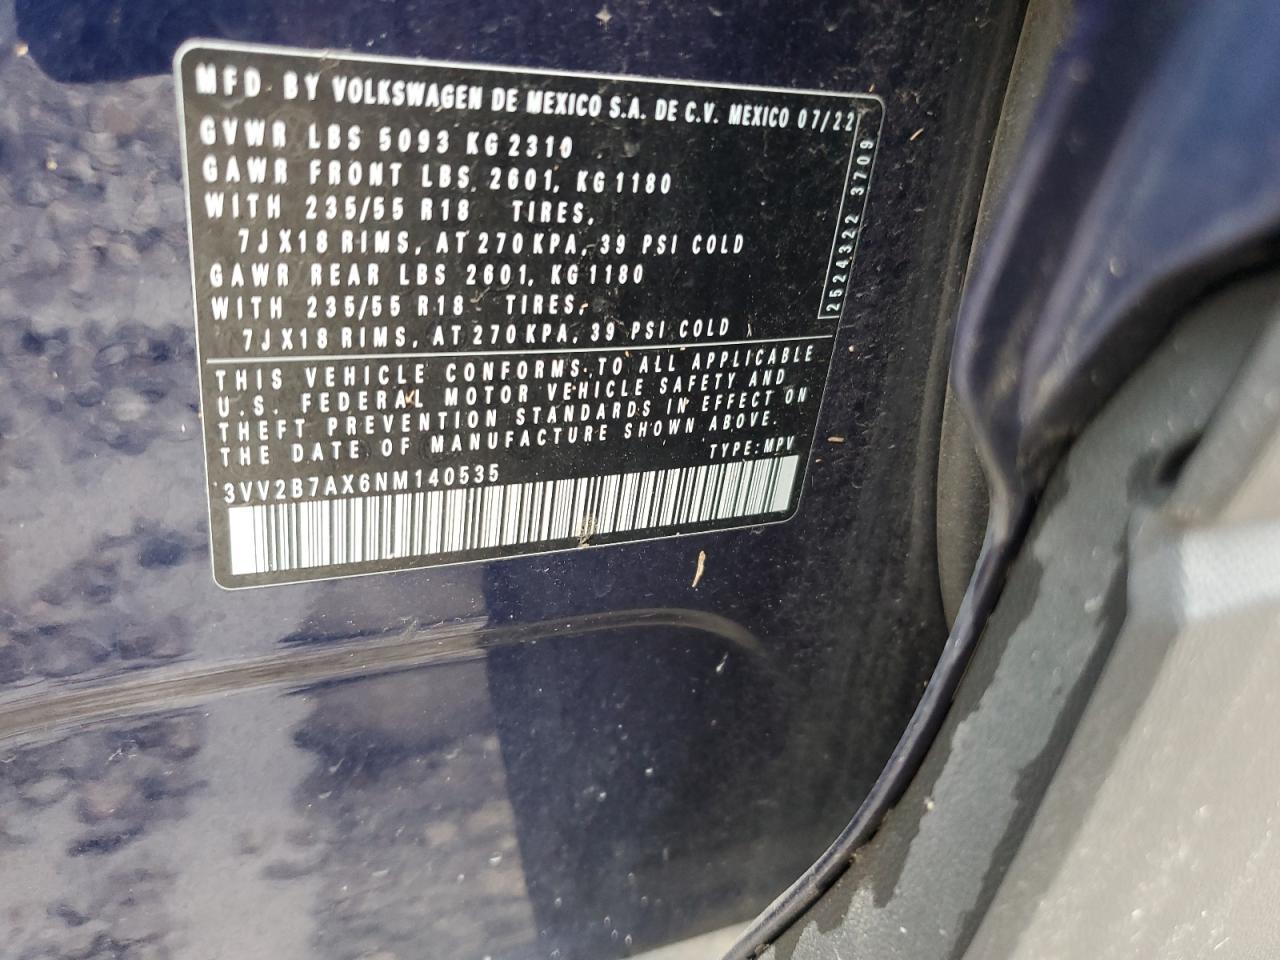 MFD. BY VOLKSWAGEN DE MEXICO S.A. DE C.V. MEXICO 07/22
GVWR LBS 5093 KG 2310
GAWR FRONT LBS 2601, KG 1180
WITH 235/55 R18 TIRES,
7JX18 RIMS, AT 270 KPA, 39 PSI COLD
GAWR REAR LBS 2601, KG 1180
WITH 235/55 R18 TIRES,
7JX18 RIMS, AT 270 KPA, 39 PSI COLD
2524322 3709
THIS VEHICLE CONFORMS TO ALL APPLICABLE
U.S. FEDERAL MOTOR VEHICLE SAFETY AND
THEFT PREVENTION STANDARDS IN EFFECT ON
THE DATE OF MANUFACTURE SHOWN ABOVE.
TYPE: MPV
3VV2B7AX6NM140535